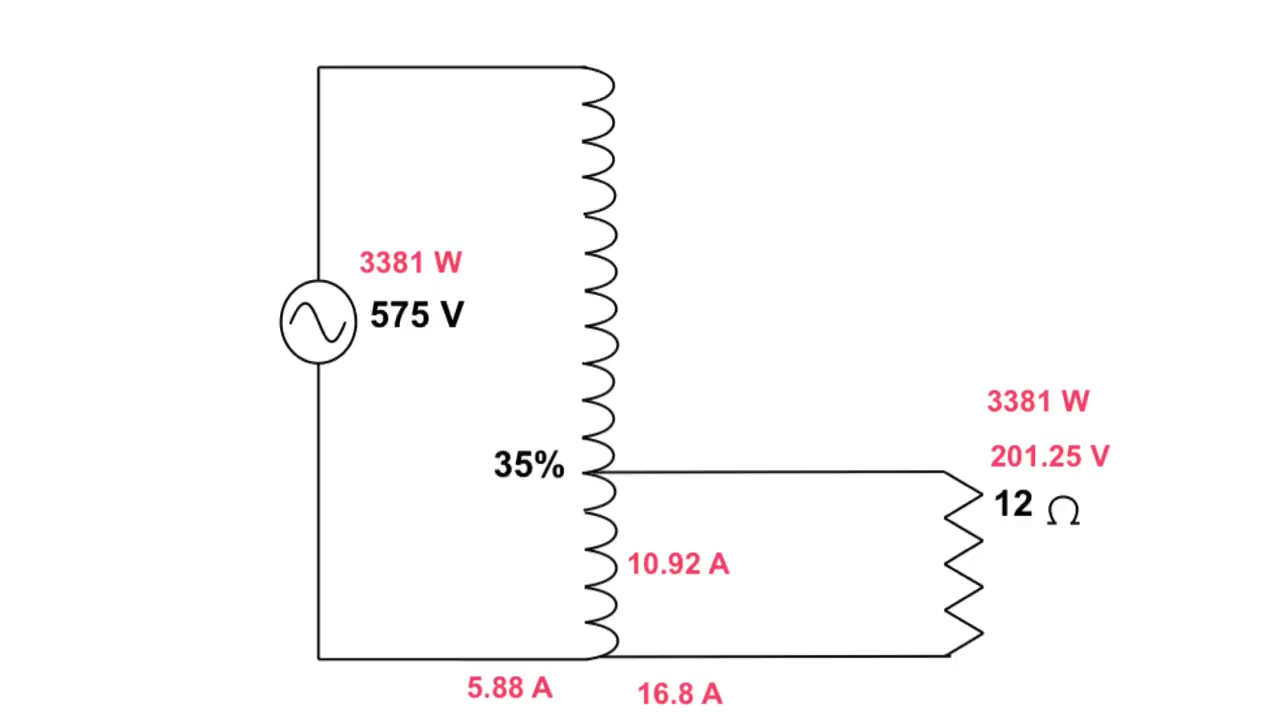 3381 W
575 V
3381 W
201.25 V
35%
12 Ω
10.92 A
5.88 A
16.8 A